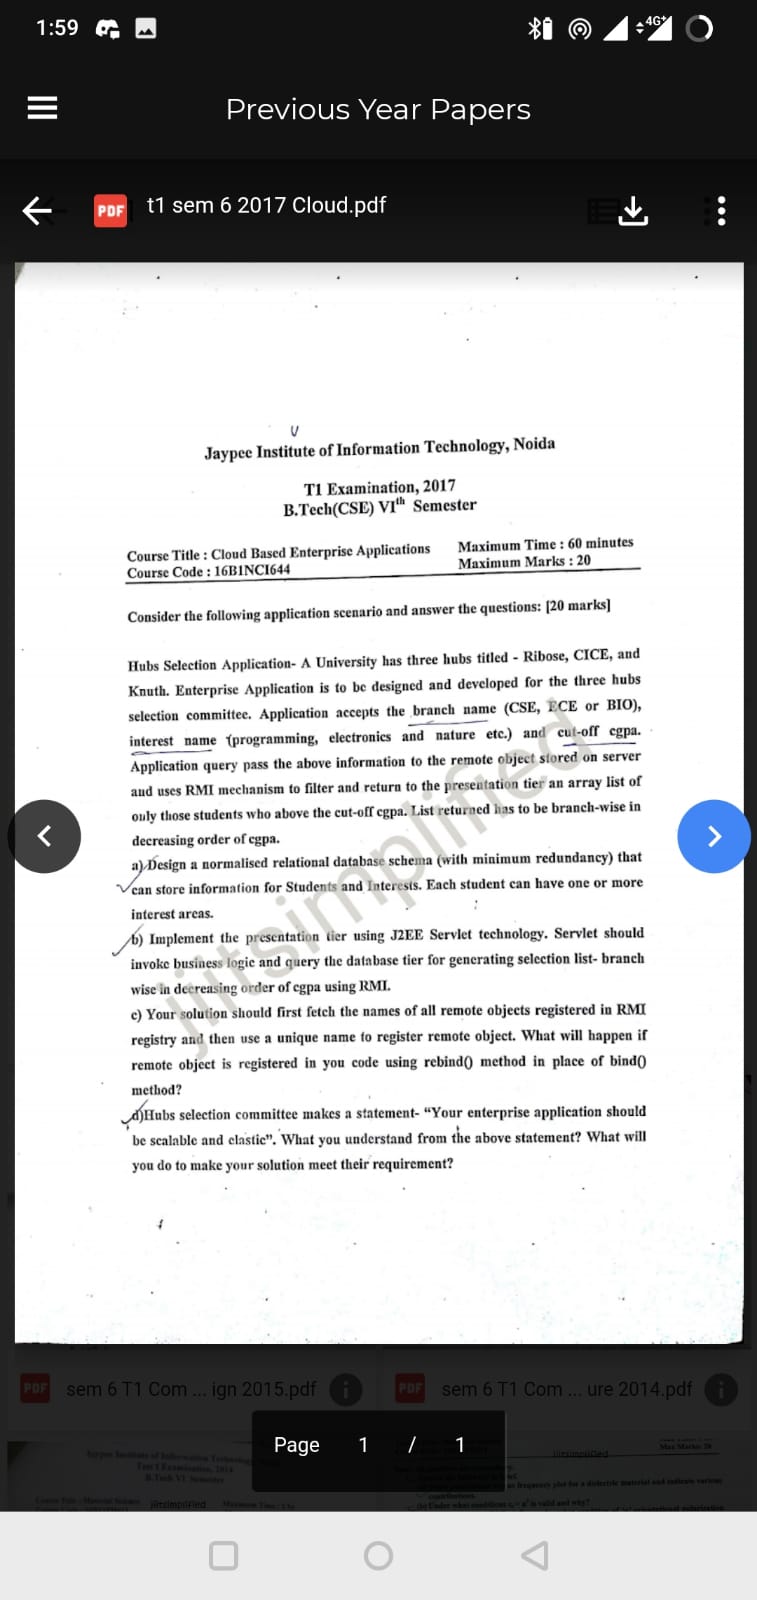 1:59
4G+
Previous Year Papers
PDF t1 sem 6 2017 Cloud.pdf
Jaypee Institute of Information Technology, Noida
T1 Examination, 2017
B.Tech(CSE) VIth Semester
Course Title : Cloud Based Enterprise Applications Maximum Time : 60 minutes
Course Code : 16B1NCI644 Maximum Marks : 20
Consider the following application scenario and answer the questions: [20 marks]
Hubs Selection Application- A University has three hubs titled - Ribose, CICE, and
Knuth. Enterprise Application is to be designed and developed for the three hubs
selection committee. Application accepts the branch name (CSE, ECE or BIO),
interest name (programming, electronics and nature etc.) and cut-off cgpa.
Application query pass the above information to the remote object stored on server
and uses RMI mechanism to filter and return to the presentation tier an array list of
only those students who above the cut-off cgpa. List returned has to be branch-wise in
decreasing order of cgpa.
a) Design a normalised relational database schema (with minimum redundancy) that
can store information for Students and Interests. Each student can have one or more
interest areas.
b) Implement the presentation tier using J2EE Servlet technology. Servlet should
invoke business logic and query the database tier for generating selection list- branch
wise in decreasing order of cgpa using RMI.
c) Your solution should first fetch the names of all remote objects registered in RMI
registry and then use a unique name to register remote object. What will happen if
remote object is registered in you code using rebind() method in place of bind()
method?
d)Hubs selection committee makes a statement- “Your enterprise application should
be scalable and elastic”. What you understand from the above statement? What will
you do to make your solution meet their requirement?
jiitsimplified
PDF sem 6 T1 Com ... ign 2015.pdf PDF sem 6 T1 Com ... ure 2014.pdf
Page 1 / 1
jiitsimplified
jiitsimplified